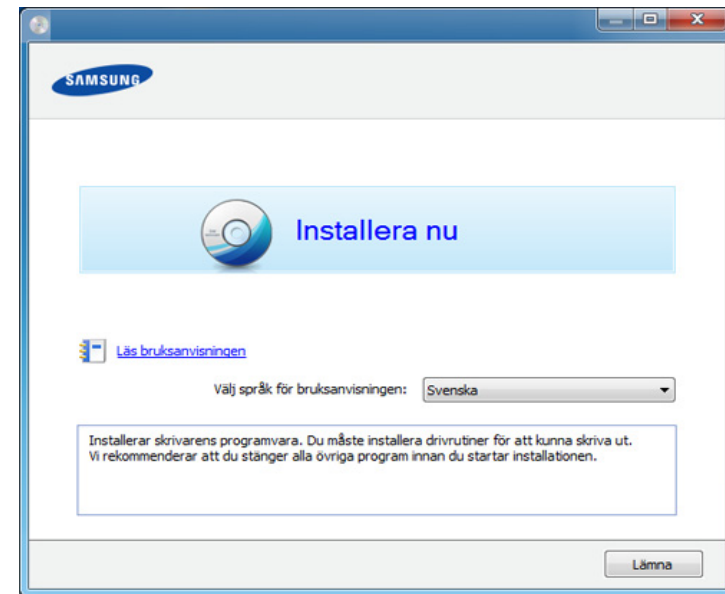 SAMSUNG
Installera nu
Läs bruksanvisningen
Välj språk för bruksanvisningen: Svenska
Installerar skrivarens programvara. Du måste installera drivrutiner för att kunna skriva ut.
Vi rekommenderar att du stänger alla övriga program innan du startar installationen.
Lämna